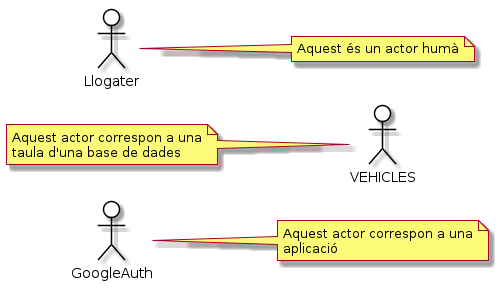 Aquest és un actor humà
Llogater
Aquest actor correspon a una
taula d'una base de dades
VEHICLES
Aquest actor correspon a una
aplicació
GoogleAuth